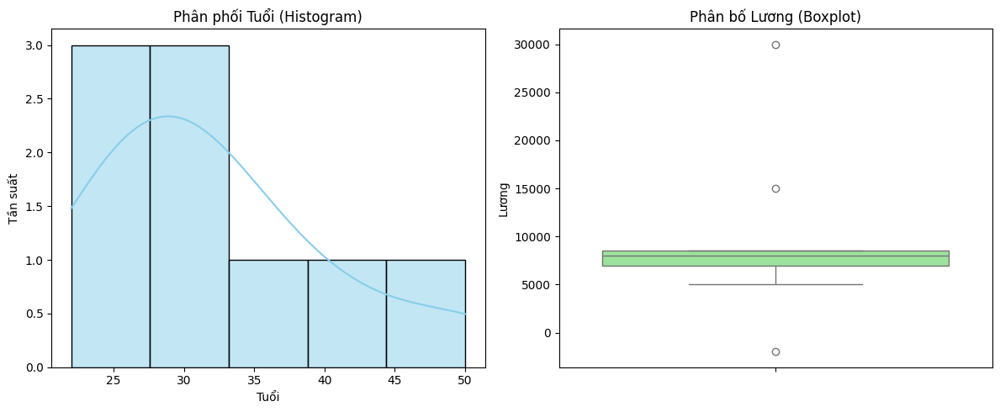 Phân phối Tuổi (Histogram)
3.0
2.5
2.0
1.5
1.0
0.5
0.0
Tần suất
25 30 35 40 45 50
Tuổi
Phân bố Lương (Boxplot)
30000
25000
20000
15000
10000
5000
0
Lương